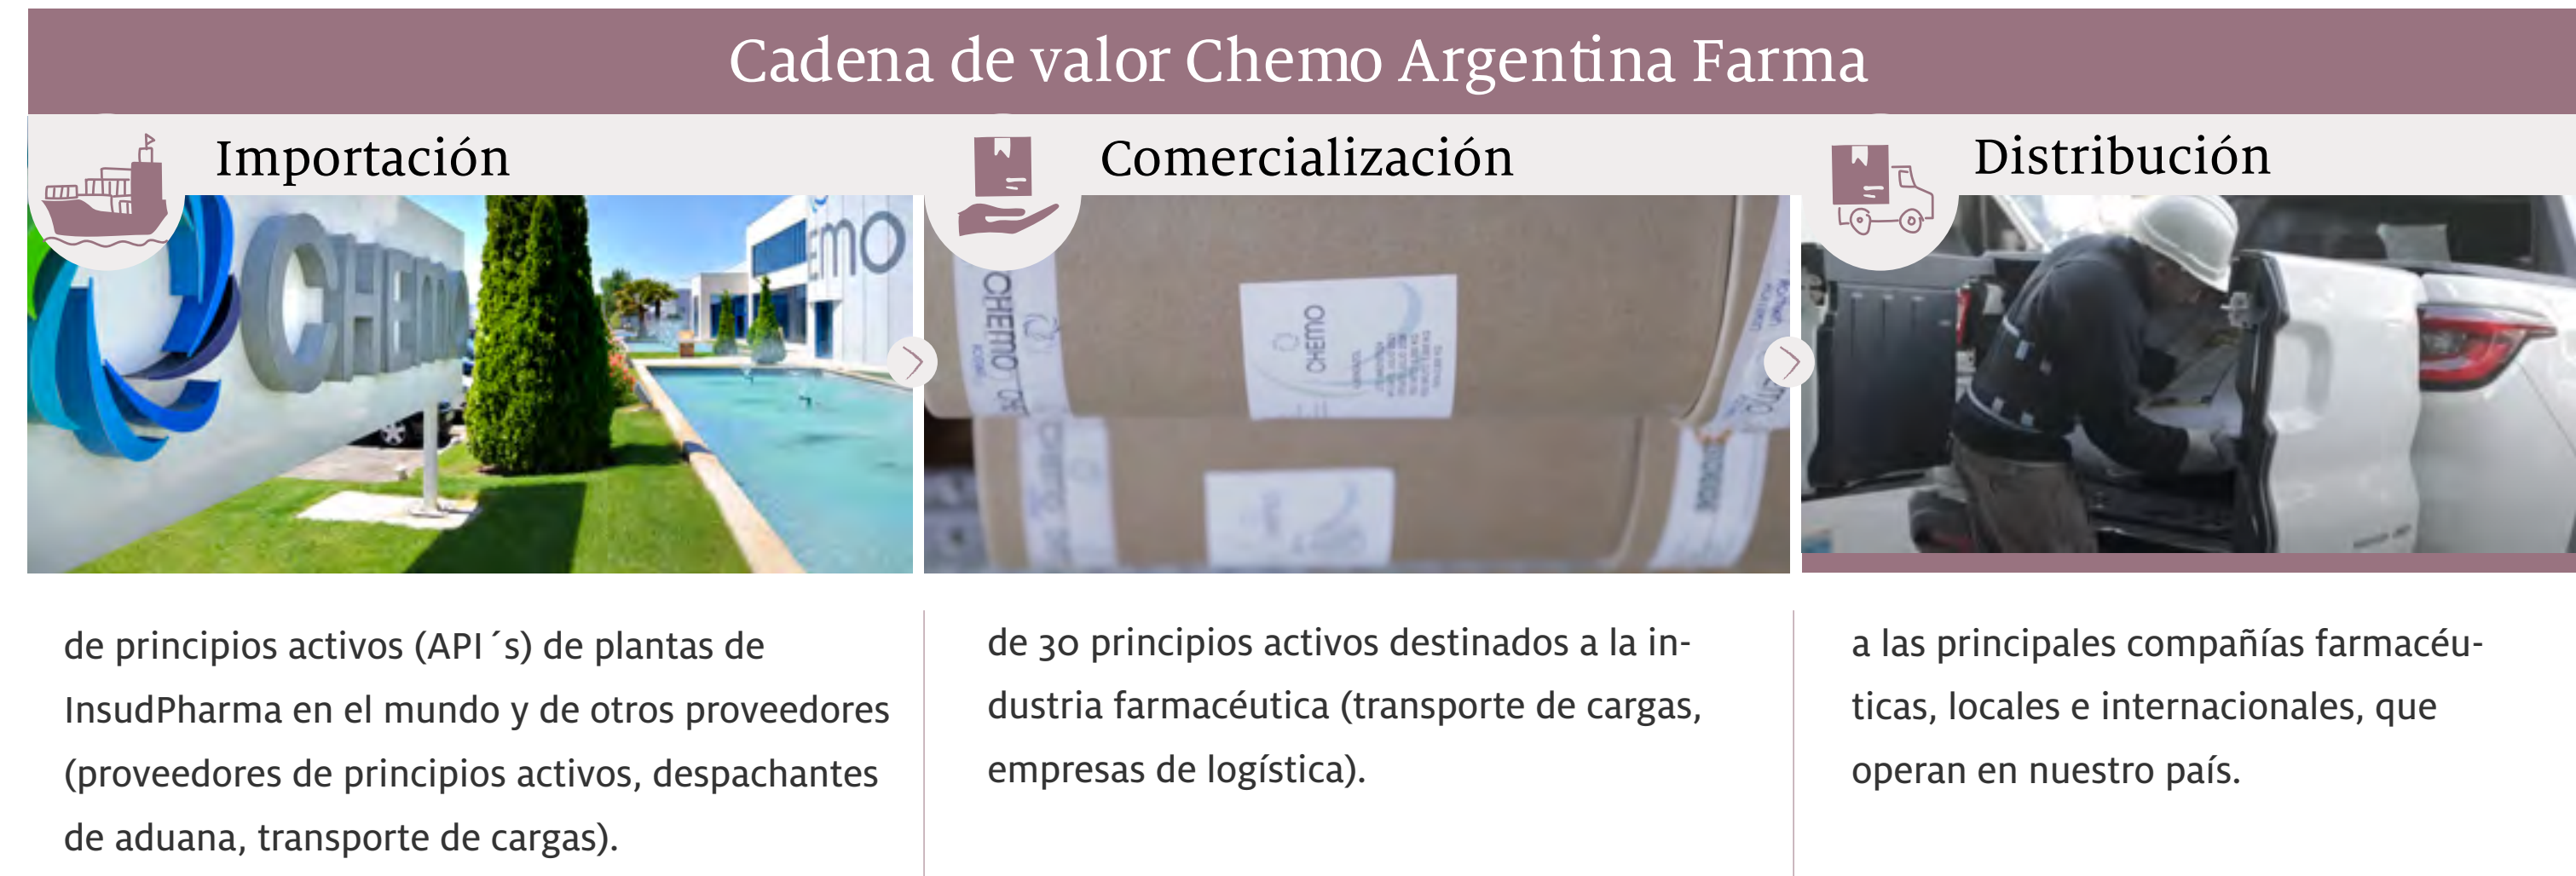 Cadena de valor Chemo Argentina Farma
Importación
Comercialización
Distribución
CHEMO
EMO
CHEMO
CHEMO
de principios activos (API´s) de plantas de
InsudPharma en el mundo y de otros proveedores
(proveedores de principios activos, despachantes
de aduana, transporte de cargas).
de 30 principios activos destinados a la in-
dustria farmacéutica (transporte de cargas,
empresas de logística).
a las principales compañías farmacéu-
ticas, locales e internacionales, que
operan en nuestro país.